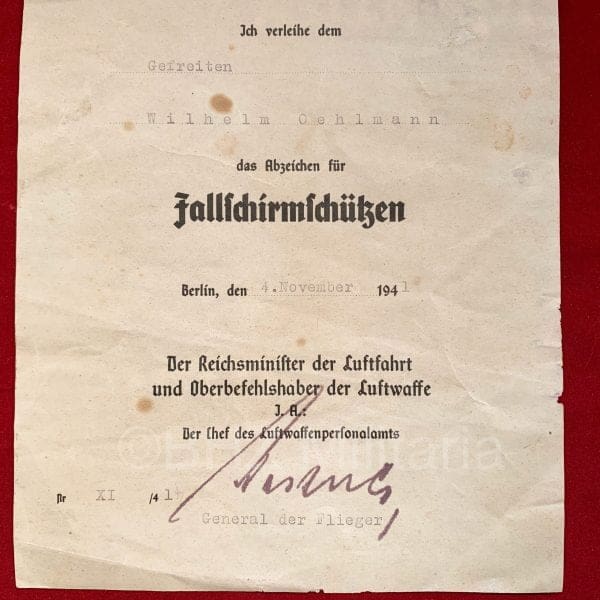 Ich verleihe dem
Gefreiten
Wilhelm Oehlmann
das Abzeichen für
Fallschirmschützen
Berlin, den 4.November 1941
Der Reichsminister der Luftfahrt
und Oberbefehlshaber der Luftwaffe
J. A.:
Der Chef des Luftwaffenpersonalamts
Nr XI /41
General der Flieger